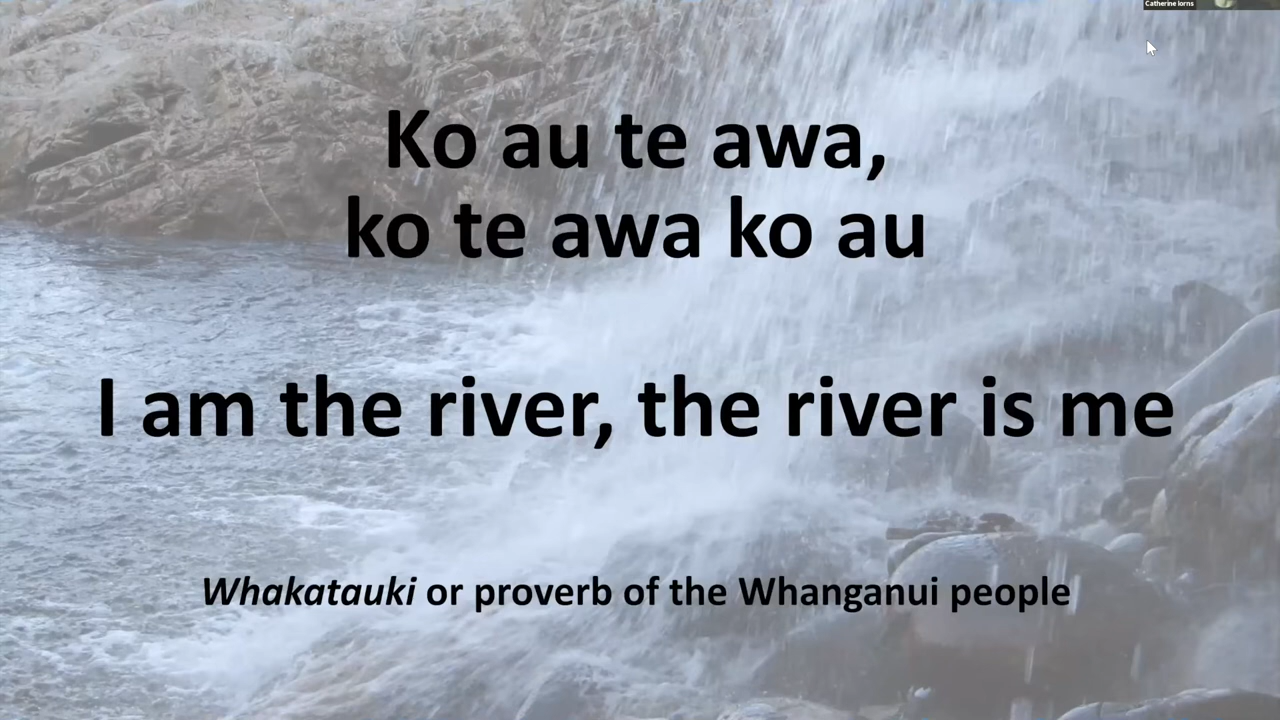 Catherine Iorns
Ko au te awa,
ko te awa ko au
I am the river, the river is me
Whakatauki or proverb of the Whanganui people